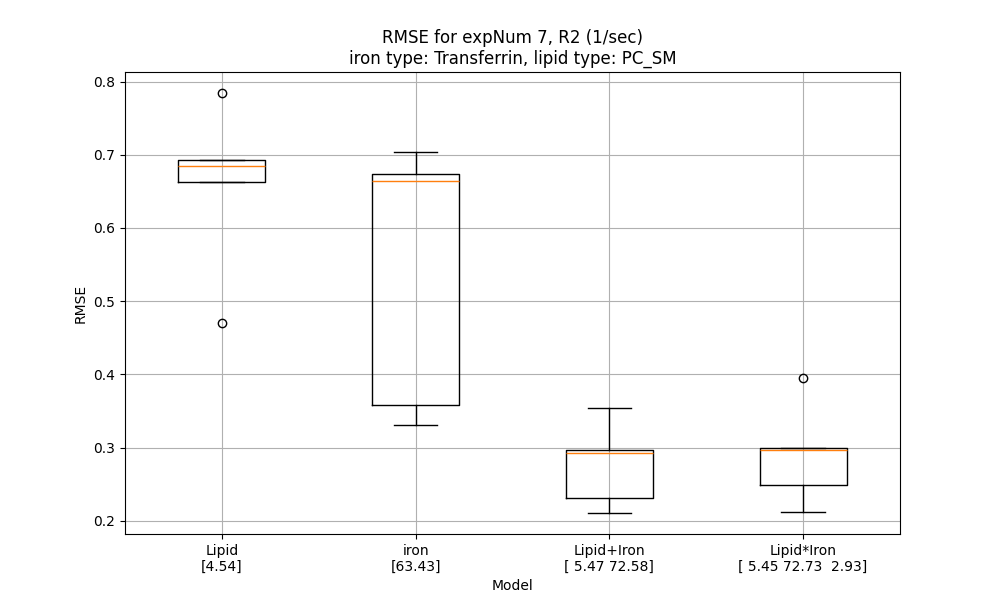 RMSE for expNum 7, R2 (1/sec)
iron type: Transferrin, lipid type: PC_SM
0.8
0.7
0.6
0.5
0.4
0.3
0.2
RMSE
Lipid
[4.54]
iron
[63.43]
Lipid+Iron
[ 5.47 72.58]
Lipid*Iron
[ 5.45 72.73  2.93]
Model